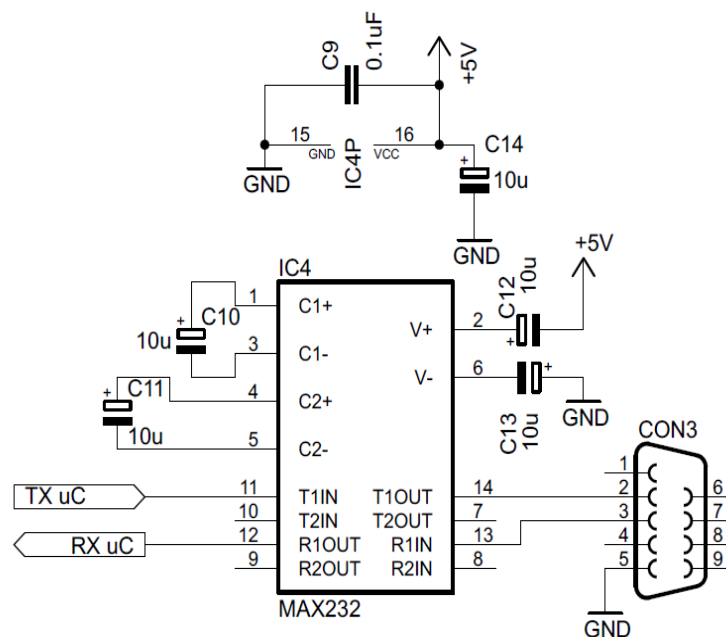 C9
0.1uF
+5V
15
GND
IC4P
16
VCC
C14
+
10u
GND
GND
IC4
+5V
1
C1+
+
C10
10u
3
C1-
C12
10u
V+
2
+
4
C2+
+
C11
10u
V-
6
+
C13
10u
GND
5
C2-
CON3
TX uC
11
T1IN
T1OUT
14
10
T2IN
T2OUT
7
RX uC
12
R1OUT
R1IN
13
9
R2OUT
R2IN
8
1
2
3
4
5
6
7
8
9
MAX232
GND